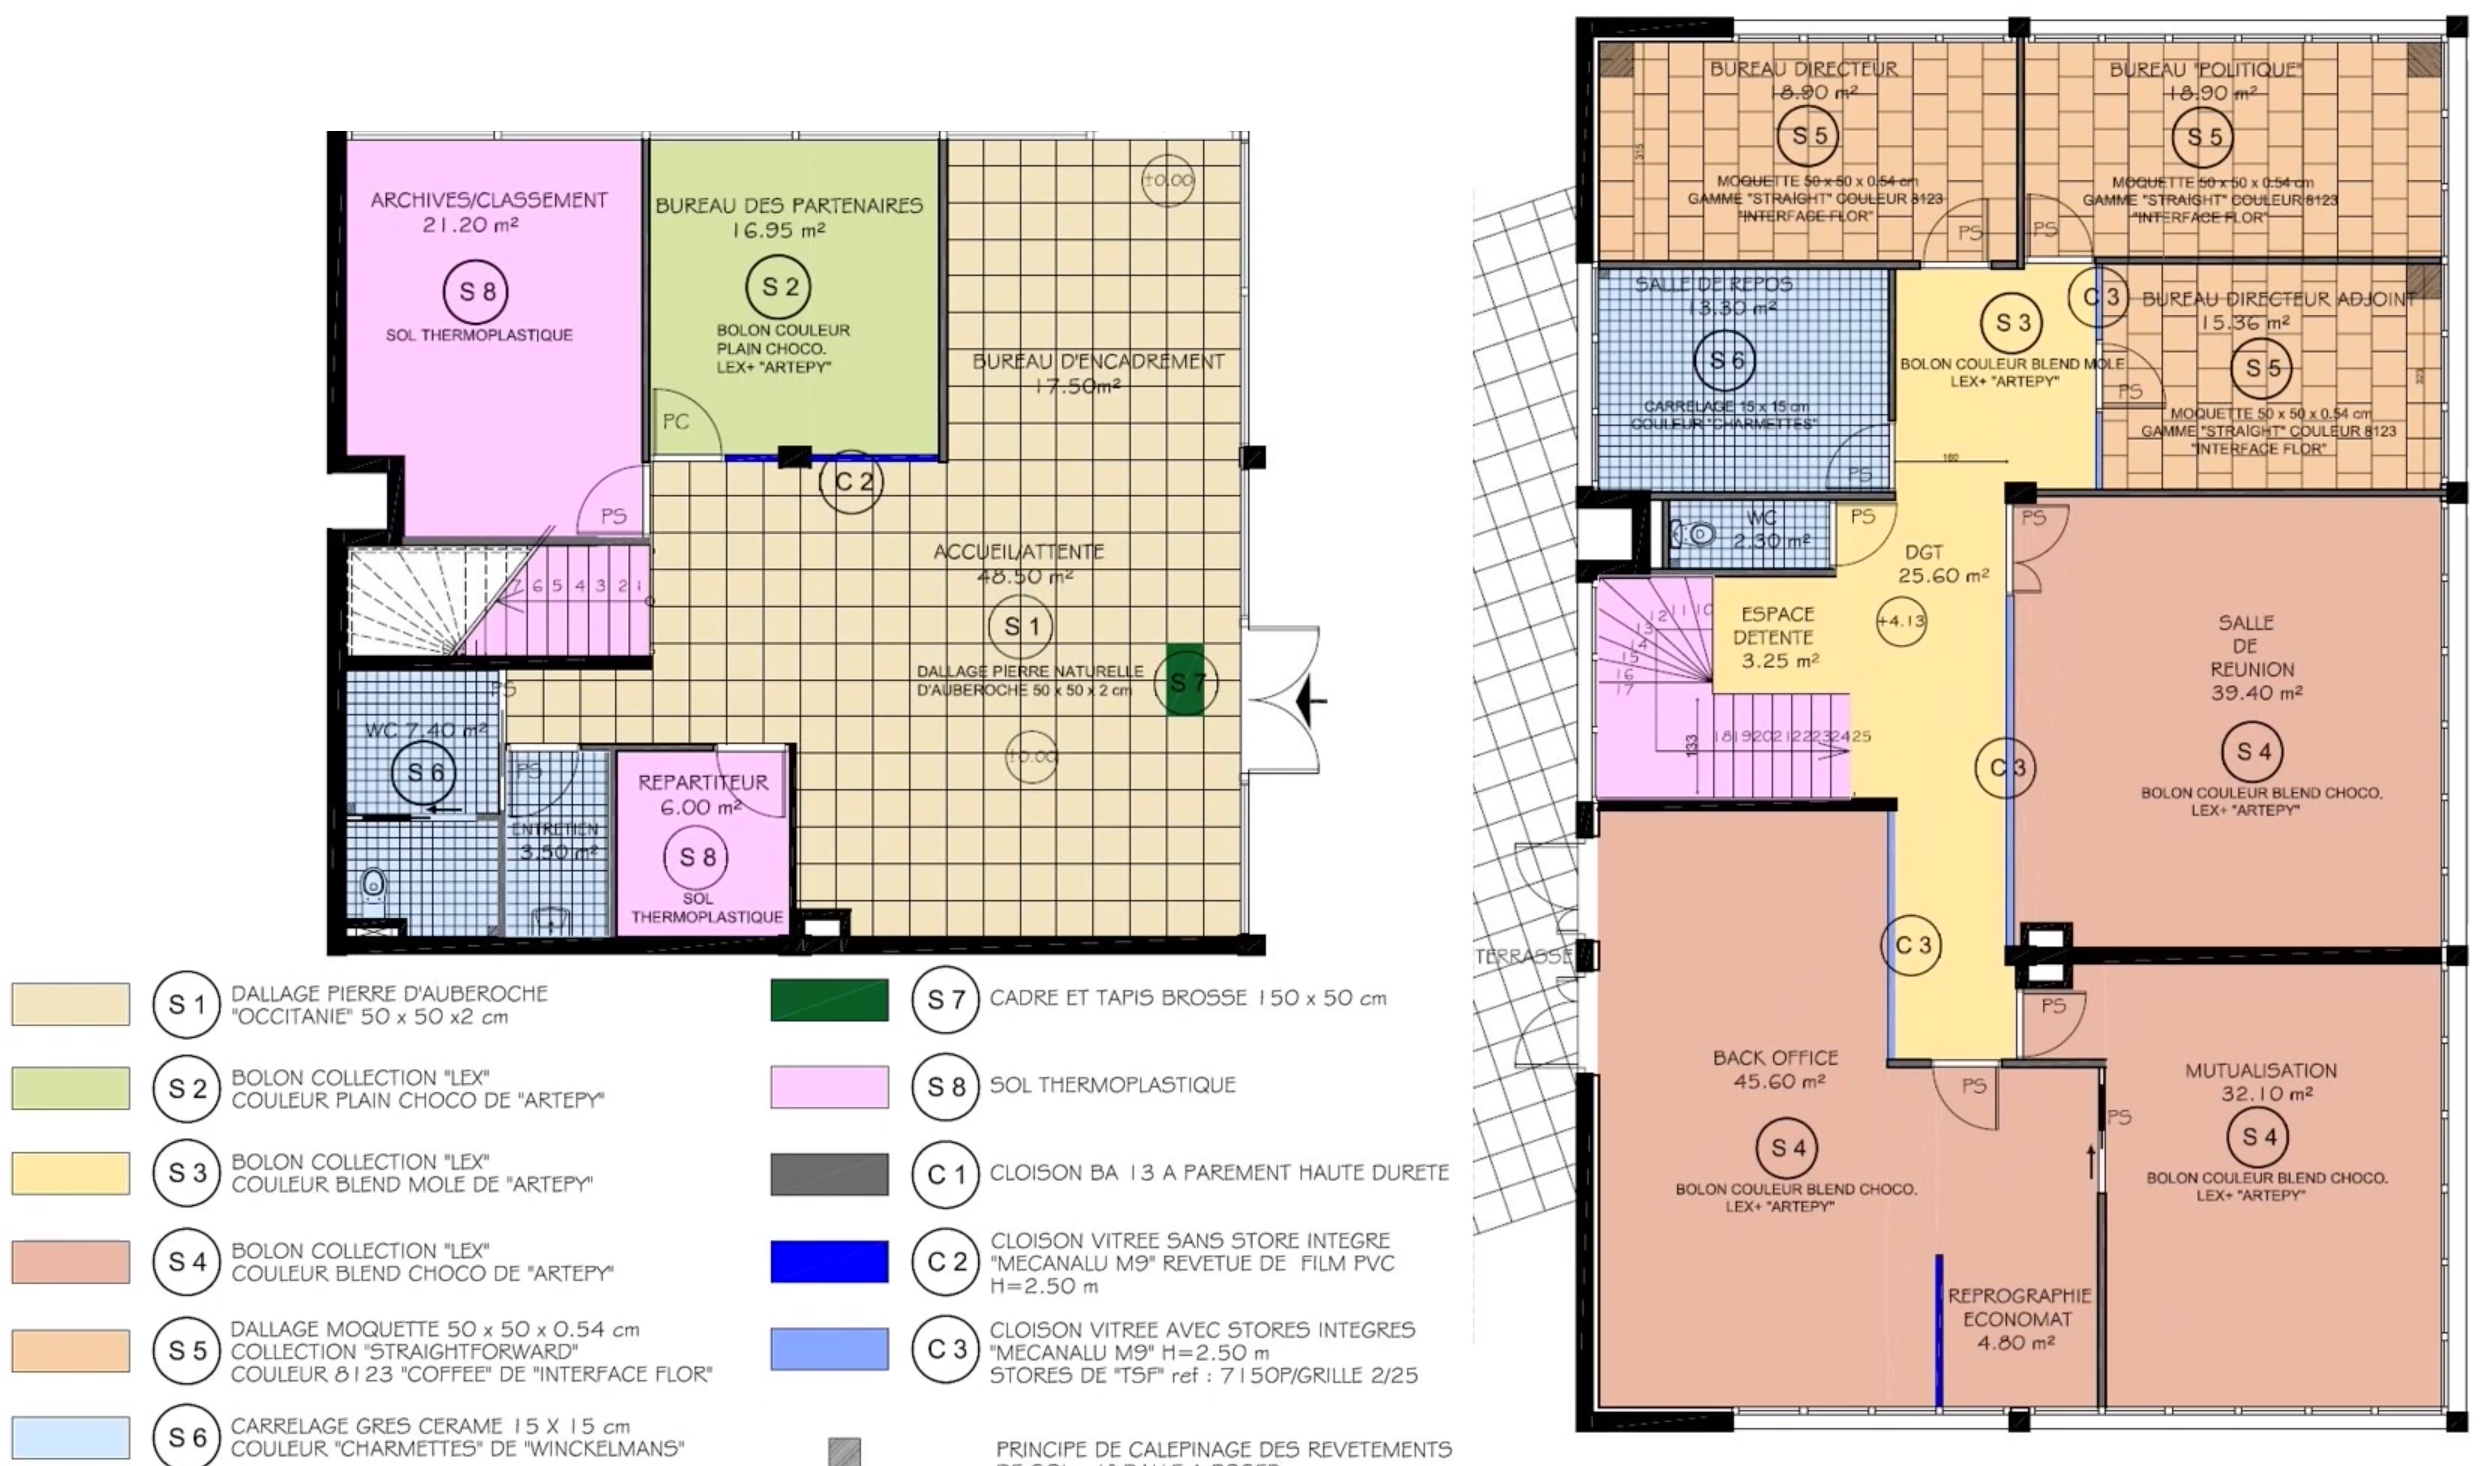 ARCHIVES/CLASSEMENT
21.20 m²
S 8
SOL THERMOPLASTIQUE
PS
BUREAU DES PARTENAIRES
16.95 m²
S 2
BOLON COULEUR
PLAIN CHOCO.
LEX+ "ARTEPY"
PC
C 2
±0.00
BUREAU D'ENCADREMENT
17.50m²
7 6 5 4 3 2 1
ACCUEIL/ATTENTE
48.50 m²
S 1
DALLAGE PIERRE NATURELLE
D'AUBEROCHE 50 x 50 x 2 cm
S 7
±0.00
PS
WC 7.40 m²
S 6
PS
ENTRETIEN
3.50 m²
REPARTITEUR
6.00 m²
S 8
SOL
THERMOPLASTIQUE
S 1
DALLAGE PIERRE D'AUBEROCHE
"OCCITANIE" 50 x 50 x2 cm
S 2
BOLON COLLECTION "LEX"
COULEUR PLAIN CHOCO DE "ARTEPY"
S 3
BOLON COLLECTION "LEX"
COULEUR BLEND MOLE DE "ARTEPY"
S 4
BOLON COLLECTION "LEX"
COULEUR BLEND CHOCO DE "ARTEPY"
S 5
DALLAGE MOQUETTE 50 x 50 x 0.54 cm
COLLECTION "STRAIGHTFORWARD"
COULEUR 8123 "COFFEE" DE "INTERFACE FLOR"
S 6
CARRELAGE GRES CERAME 15 X 15 cm
COULEUR "CHARMETTES" DE "WINCKELMANS"
S 7
CADRE ET TAPIS BROSSE 150 x 50 cm
S 8
SOL THERMOPLASTIQUE
C 1
CLOISON BA 13 A PAREMENT HAUTE DURETE
C 2
CLOISON VITREE SANS STORE INTEGRE
"MECANALU M9" REVETUE DE FILM PVC
H=2.50 m
C 3
CLOISON VITREE AVEC STORES INTEGRES
"MECANALU M9" H=2.50 m
STORES DE "TSF" ref : 7150P/GRILLE 2/25
PRINCIPE DE CALEPINAGE DES REVETEMENTS
BUREAU DIRECTEUR
18.90 m²
S 5
315
MOQUETTE 50 x 50 x 0.54 cm
GAMME "STRAIGHT" COULEUR 8123
"INTERFACE FLOR"
PS
BUREAU "POLITIQUE"
18.90 m²
S 5
MOQUETTE 50 x 50 x 0.54 cm
GAMME "STRAIGHT" COULEUR 8123
"INTERFACE FLOR"
PS
SALLE DE REPOS
13.30 m²
S 6
CARRELAGE 15 x 15 cm
COULEUR "CHARMETTES"
PS
S 3
BOLON COULEUR BLEND MOLE
LEX+ "ARTEPY"
180
C 3
BUREAU DIRECTEUR ADJOINT
15.36 m²
S 5
PS
323
MOQUETTE 50 x 50 x 0.54 cm
GAMME "STRAIGHT" COULEUR 8123
"INTERFACE FLOR"
WC
2.30 m²
PS
DGT
25.60 m²
+4.13
PS
ESPACE
DETENTE
3.25 m²
12 11 10
13
14
15
16
17
133
18 19 20 21 22 23 24 25
SALLE
DE
REUNION
39.40 m²
S 4
BOLON COULEUR BLEND CHOCO.
LEX+ "ARTEPY"
C 3
C 3
TERRASSE
PS
BACK OFFICE
45.60 m²
S 4
BOLON COULEUR BLEND CHOCO.
LEX+ "ARTEPY"
PS
PS
MUTUALISATION
32.10 m²
S 4
BOLON COULEUR BLEND CHOCO.
LEX+ "ARTEPY"
REPROGRAPHIE
ECONOMAT
4.80 m²